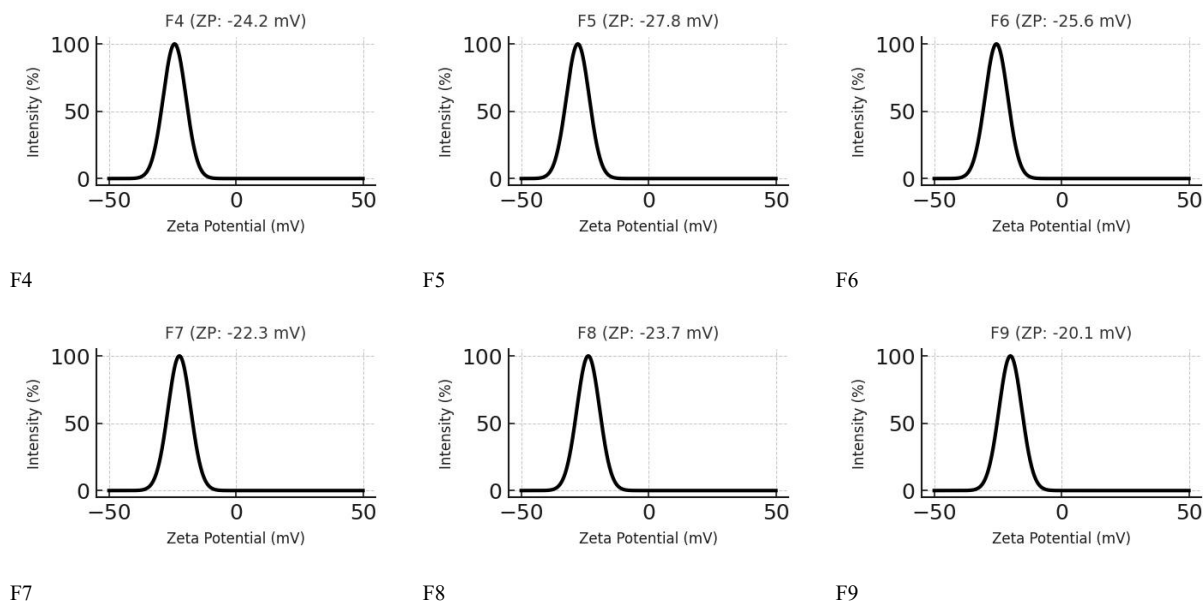 F4 (ZP: -24.2 mV)
100
50
0
Intensity (%)
−50 0 50
Zeta Potential (mV)
F4
F5 (ZP: -27.8 mV)
100
50
0
Intensity (%)
−50 0 50
Zeta Potential (mV)
F5
F6 (ZP: -25.6 mV)
100
50
0
Intensity (%)
−50 0 50
Zeta Potential (mV)
F6
F7 (ZP: -22.3 mV)
100
50
0
Intensity (%)
−50 0 50
Zeta Potential (mV)
F7
F8 (ZP: -23.7 mV)
100
50
0
Intensity (%)
−50 0 50
Zeta Potential (mV)
F8
F9 (ZP: -20.1 mV)
100
50
0
Intensity (%)
−50 0 50
Zeta Potential (mV)
F9